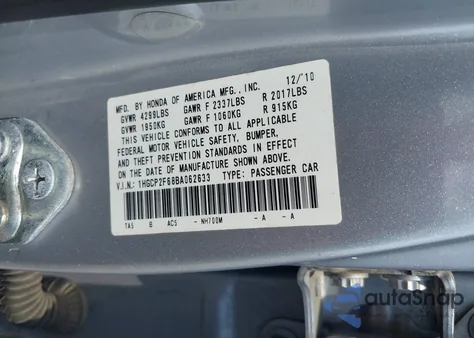 MFD. BY HONDA OF AMERICA MFG., INC. 12/'10
GVWR 4299LBS GAWR F 2337LBS R 2017LBS
GVWR 1950KG GAWR F 1060KG R 915KG
THIS VEHICLE CONFORMS TO ALL APPLICABLE
FEDERAL MOTOR VEHICLE SAFETY, BUMPER,
AND THEFT PREVENTION STANDARDS IN EFFECT
ON THE DATE OF MANUFACTURE SHOWN ABOVE.
V.I.N.: 1HGCP2F68BA062633 TYPE: PASSENGER CAR
TA5 B AC5 - NH700M - A - A
autoSnap